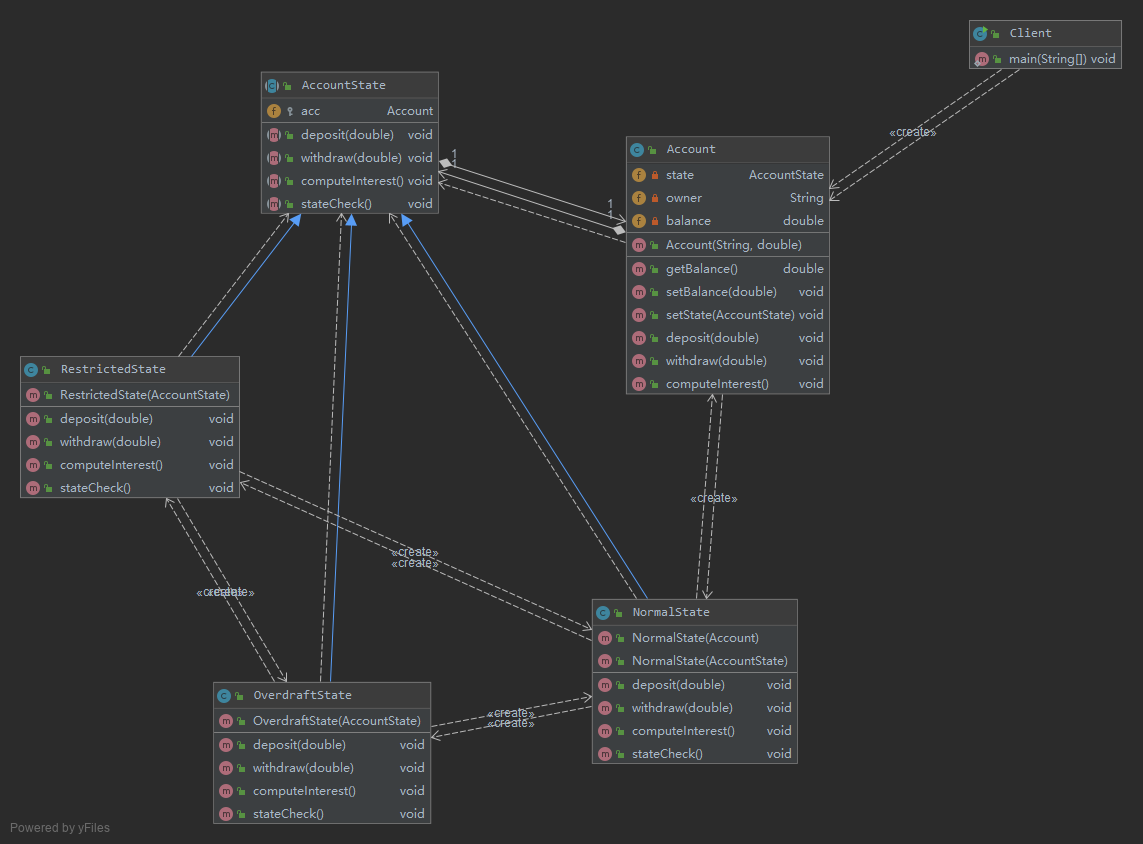 Client
main(String[]) void
«create»
AccountState
acc Account
deposit(double) void
withdraw(double) void
computeInterest() void
stateCheck() void
1
1
1
1
Account
state AccountState
owner String
balance double
Account(String, double)
getBalance() double
setBalance(double) void
setState(AccountState) void
deposit(double) void
withdraw(double) void
computeInterest() void
RestrictedState
RestrictedState(AccountState)
deposit(double) void
withdraw(double) void
computeInterest() void
stateCheck() void
«create»
«create»
«create»
«create»
«create»
NormalState
NormalState(Account)
NormalState(AccountState)
deposit(double) void
withdraw(double) void
computeInterest() void
stateCheck() void
OverdraftState
OverdraftState(AccountState)
deposit(double) void
withdraw(double) void
computeInterest() void
stateCheck() void
«create»
«create»
Powered by yFiles